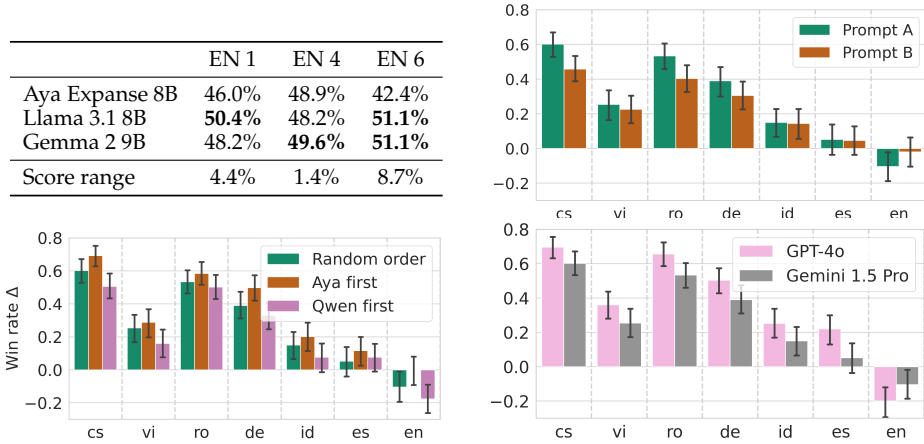 EN 1 EN 4 EN 6
Aya Expanse 8B 46.0% 48.9% 42.4%
Llama 3.1 8B 50.4% 48.2% 51.1%
Gemma 2 9B 48.2% 49.6% 51.1%
Score range 4.4% 1.4% 8.7%
0.8
0.6
0.4
0.2
0.0
−0.2
Prompt A
Prompt B
cs vi ro de id es en
Win rate Δ
0.8
0.6
0.4
0.2
0.0
−0.2
Random order
Aya first
Qwen first
cs vi ro de id es en
0.8
0.6
0.4
0.2
0.0
−0.2
GPT-4o
Gemini 1.5 Pro
cs vi ro de id es en